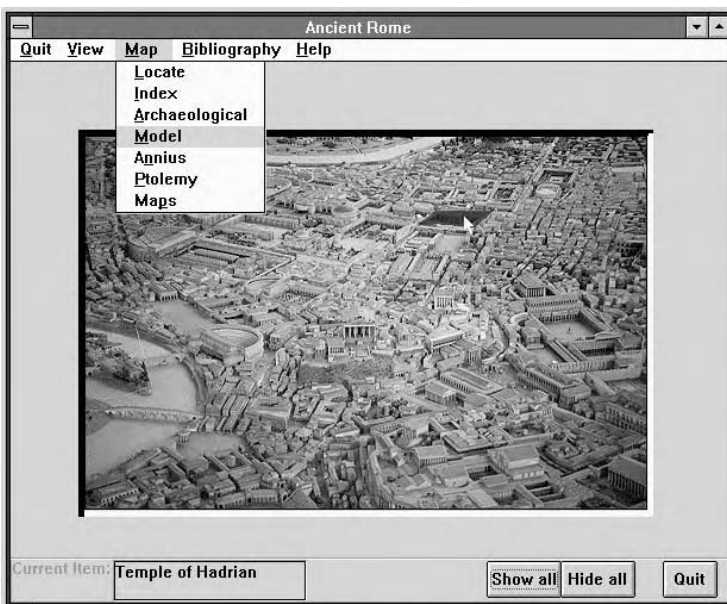 Ancient Rome
Quit View Map Bibliography Help
Locate
Index
Archaeological
Model
Annius
Ptolemy
Maps
Current Item: Temple of Hadrian
Show all Hide all Quit